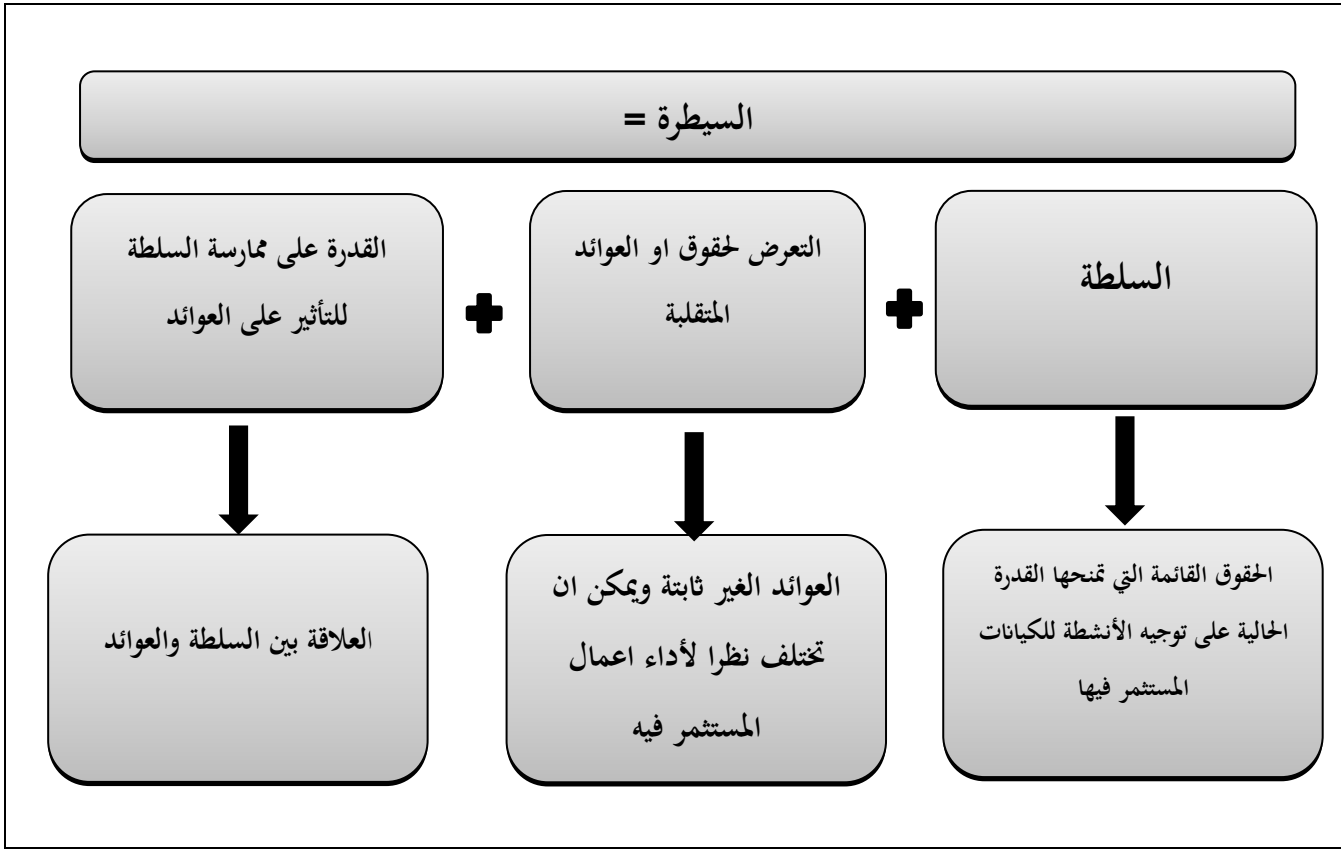 السيطرة =
السلطة
التعرض لحقوق او العوائد
المتقلبة
القدرة على ممارسة السلطة
للتأثير على العوائد
الحقوق القائمة التي تمنحها القدرة
الحالية على توجيه الأنشطة للكيانات
المستثمر فيها
العوائد الغير ثابتة ويمكن ان
تختلف نظرا لأداء اعمال
المستثمر فيه
العلاقة بين السلطة والعوائد